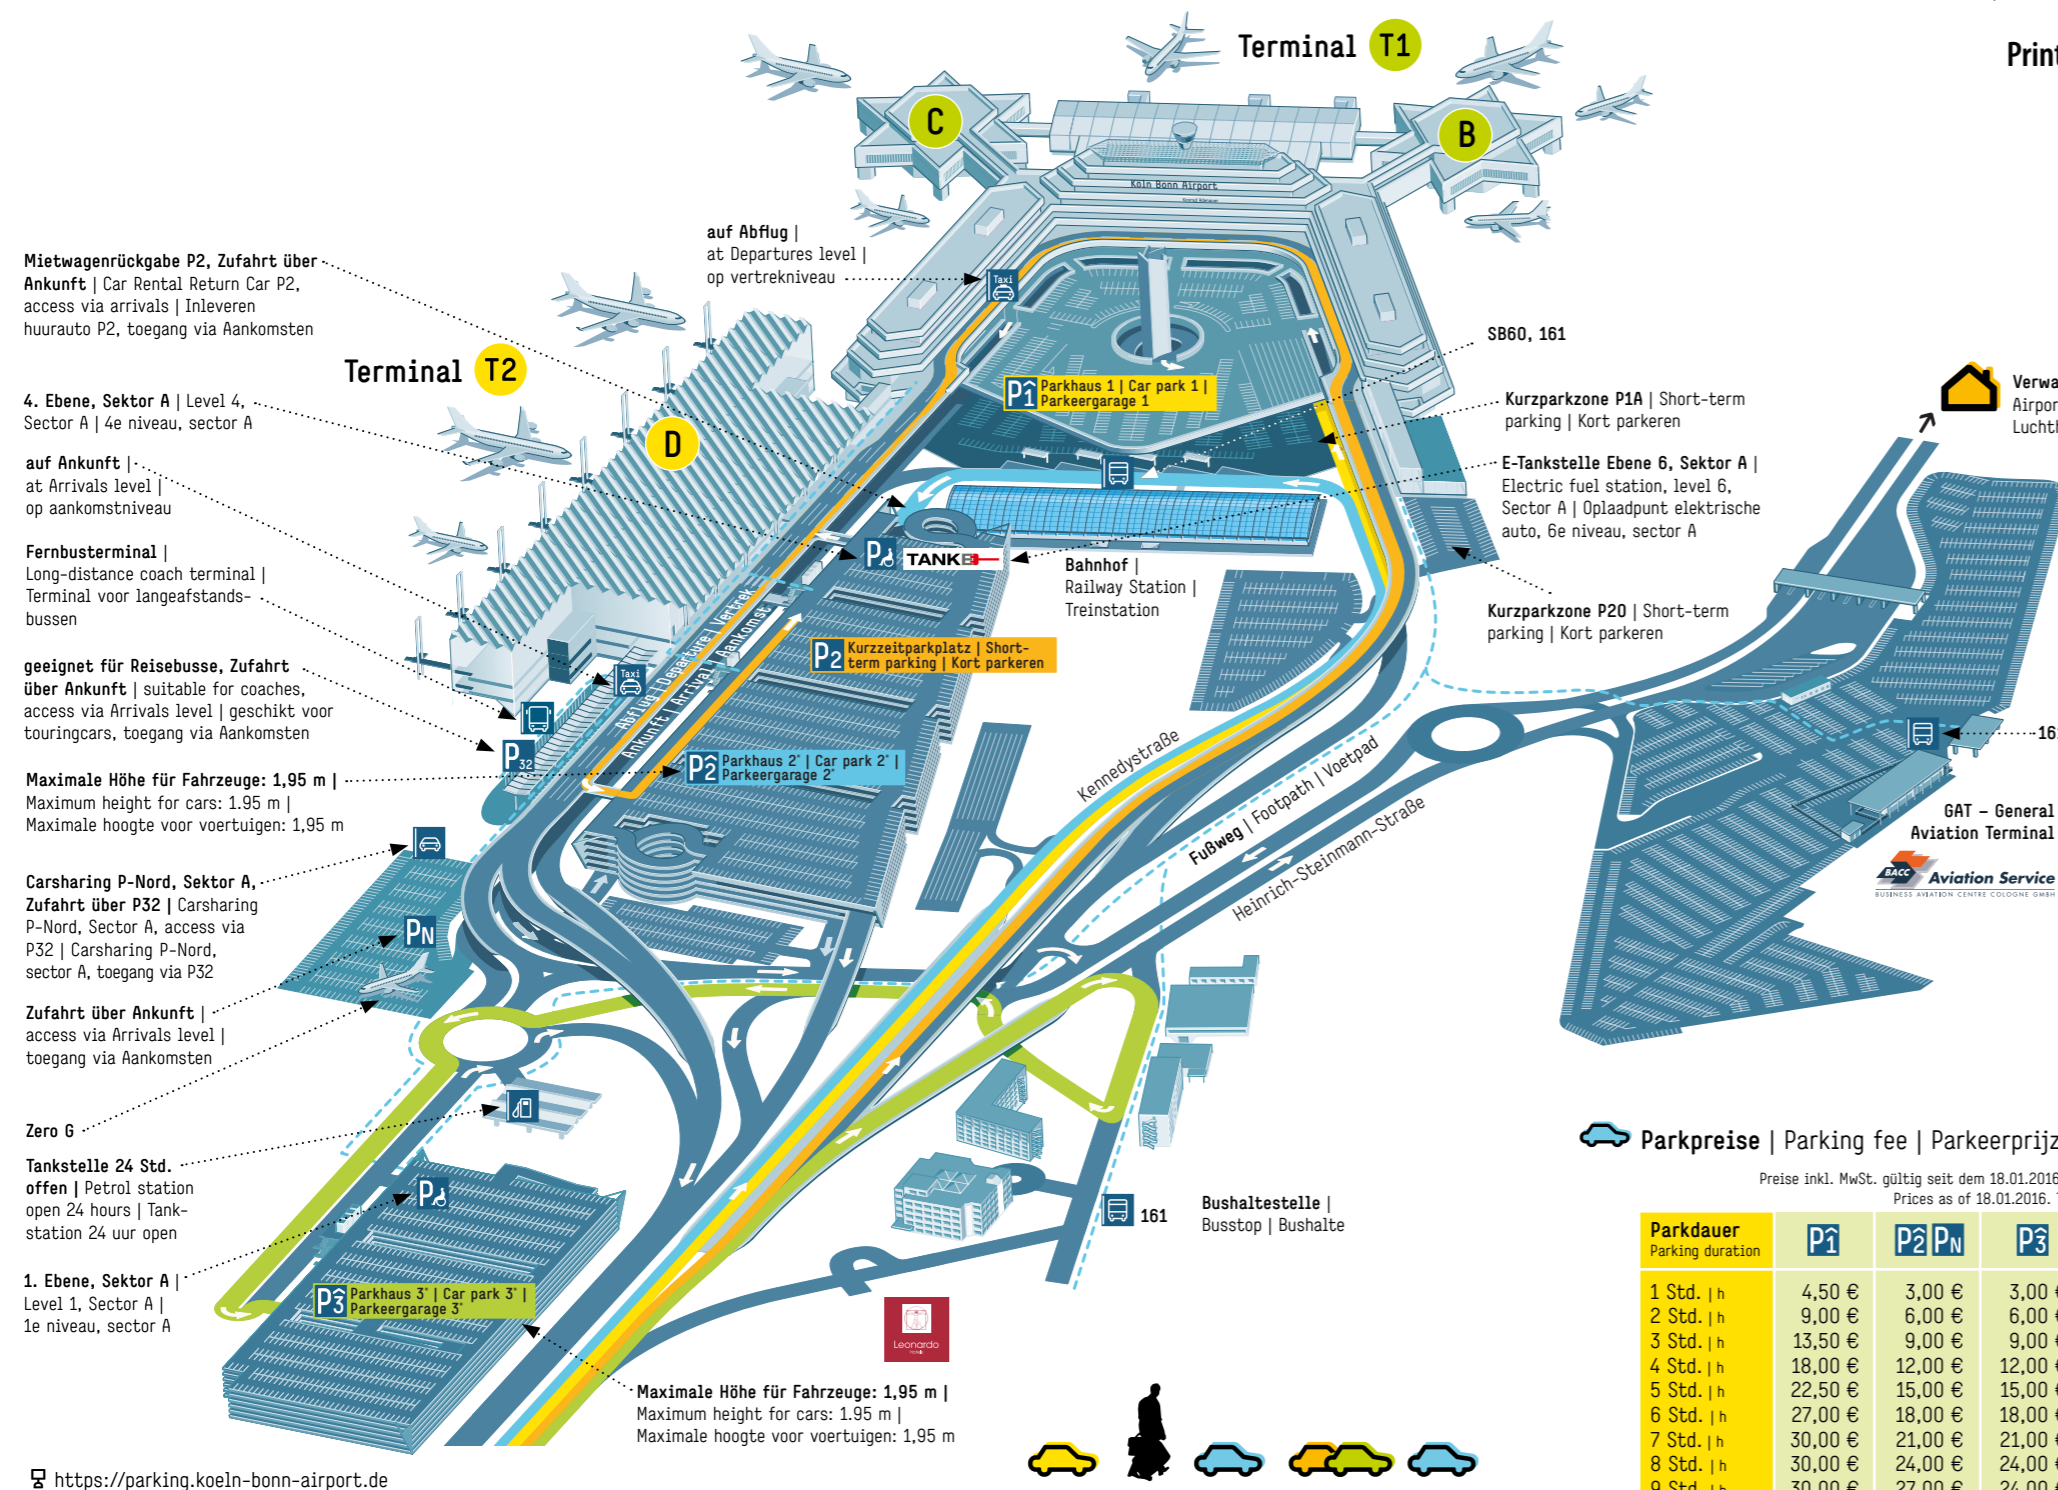 Terminal T1
Print
C
B
Köln Bonn Airport
auf Abflug |
at Departures level |
op vertrekniveau
Taxi
Mietwagenrückgabe P2, Zufahrt über
Ankunft | Car Rental Return Car P2,
access via arrivals | Inleveren
huurauto P2, toegang via Aankomsten
Terminal T2
D
4. Ebene, Sektor A | Level 4,
Sector A | 4e niveau, sector A
auf Ankunft |
at Arrivals level |
op aankomstniveau
Fernbusterminal |
Long-distance coach terminal |
Terminal voor langeafstands-
bussen
geeignet für Reisebusse, Zufahrt
über Ankunft | suitable for coaches,
access via Arrivals level | geschikt voor
touringcars, toegang via Aankomsten
Maximale Höhe für Fahrzeuge: 1,95 m |
Maximum height for cars: 1.95 m |
Maximale hoogte voor voertuigen: 1,95 m
Carsharing P-Nord, Sektor A,
Zufahrt über P32 | Carsharing
P-Nord, Sector A, access via
P32 | Carsharing P-Nord,
sector A, toegang via P32
Zufahrt über Ankunft |
access via Arrivals level |
toegang via Aankomsten
Zero G
Tankstelle 24 Std.
offen | Petrol station
open 24 hours | Tank-
station 24 uur open
1. Ebene, Sektor A |
Level 1, Sector A |
1e niveau, sector A
P1 Parkhaus 1 | Car park 1 |
Parkeergarage 1
SB60, 161
Kurzparkzone P1A | Short-term
parking | Kort parkeren
E-Tankstelle Ebene 6, Sektor A |
Electric fuel station, level 6,
Sector A | Oplaadpunt elektrische
auto, 6e niveau, sector A
Kurzparkzone P20 | Short-term
parking | Kort parkeren
P
TANKE
Bahnhof |
Railway Station |
Treinstation
P2 Kurzzeitparkplatz | Short-
term parking | Kort parkeren
Abflug | Departure | Vertrek
Ankunft | Arrival | Aankomst
Taxi
P32
P2 Parkhaus 2* | Car park 2* |
Parkeergarage 2*
PN
Kennedystraße
Fußweg | Footpath | Voetpad
Heinrich-Steinmann-Straße
Verwa
Airpor
Lucht
16
GAT – General
Aviation Terminal
BACC Aviation Service
BUSINESS AVIATION CENTRE COLOGNE GMBH
P
P3 Parkhaus 3* | Car park 3* |
Parkeergarage 3*
161
Bushaltestelle |
Busstop | Bushalte
Leonardo
Hotels
Maximale Höhe für Fahrzeuge: 1,95 m |
Maximum height for cars: 1.95 m |
Maximale hoogte voor voertuigen: 1,95 m
https://parking.koeln-bonn-airport.de
Parkpreise | Parking fee | Parkeerprijz
Preise inkl. MwSt. gültig seit dem 18.01.2016
Prices as of 18.01.2016.
Parkdauer P1 P2 PN P3
Parking duration
1 Std. | h 4,50 € 3,00 € 3,00 €
2 Std. | h 9,00 € 6,00 € 6,00 €
3 Std. | h 13,50 € 9,00 € 9,00 €
4 Std. | h 18,00 € 12,00 € 12,00 €
5 Std. | h 22,50 € 15,00 € 15,00 €
6 Std. | h 27,00 € 18,00 € 18,00 €
7 Std. | h 30,00 € 21,00 € 21,00 €
8 Std. | h 30,00 € 24,00 € 24,00 €
9 Std. | h 30,00 € 27,00 € 24,00 €